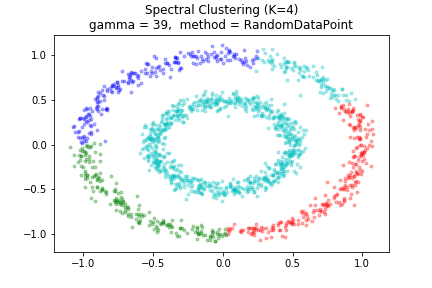 Spectral Clustering (K=4)
gamma = 39, method = RandomDataPoint
1.0
0.5
0.0
−0.5
−1.0
−1.0 −0.5 0.0 0.5 1.0